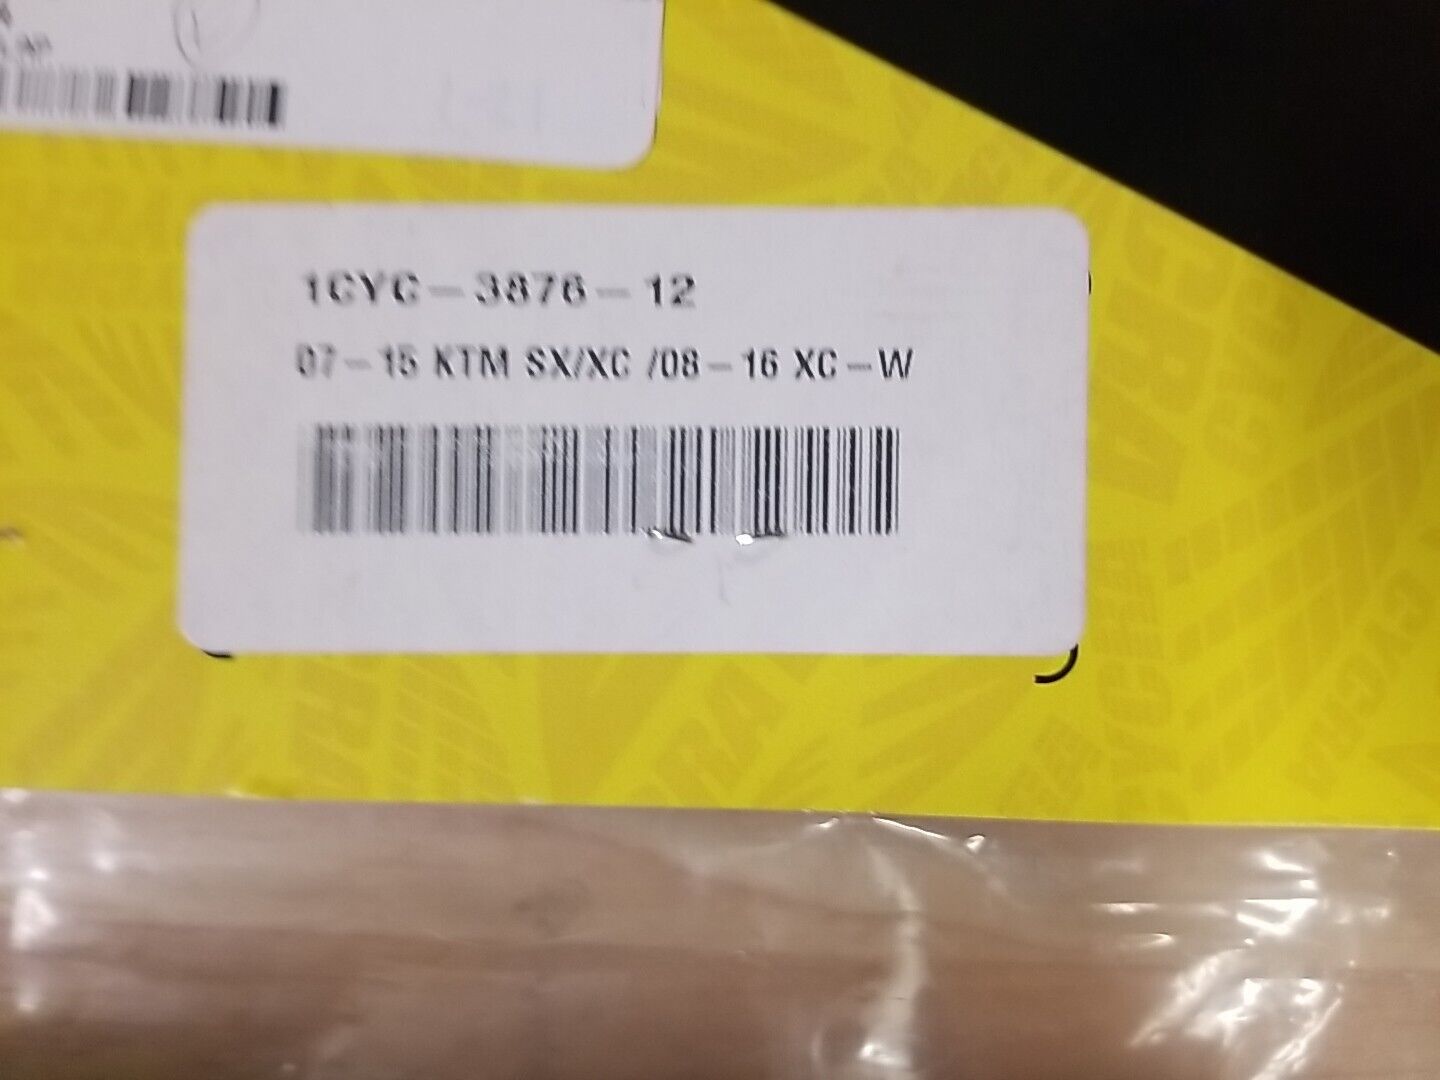 1CYC-3876-12
07-15 KTM SX/XC /08-16 XC-W